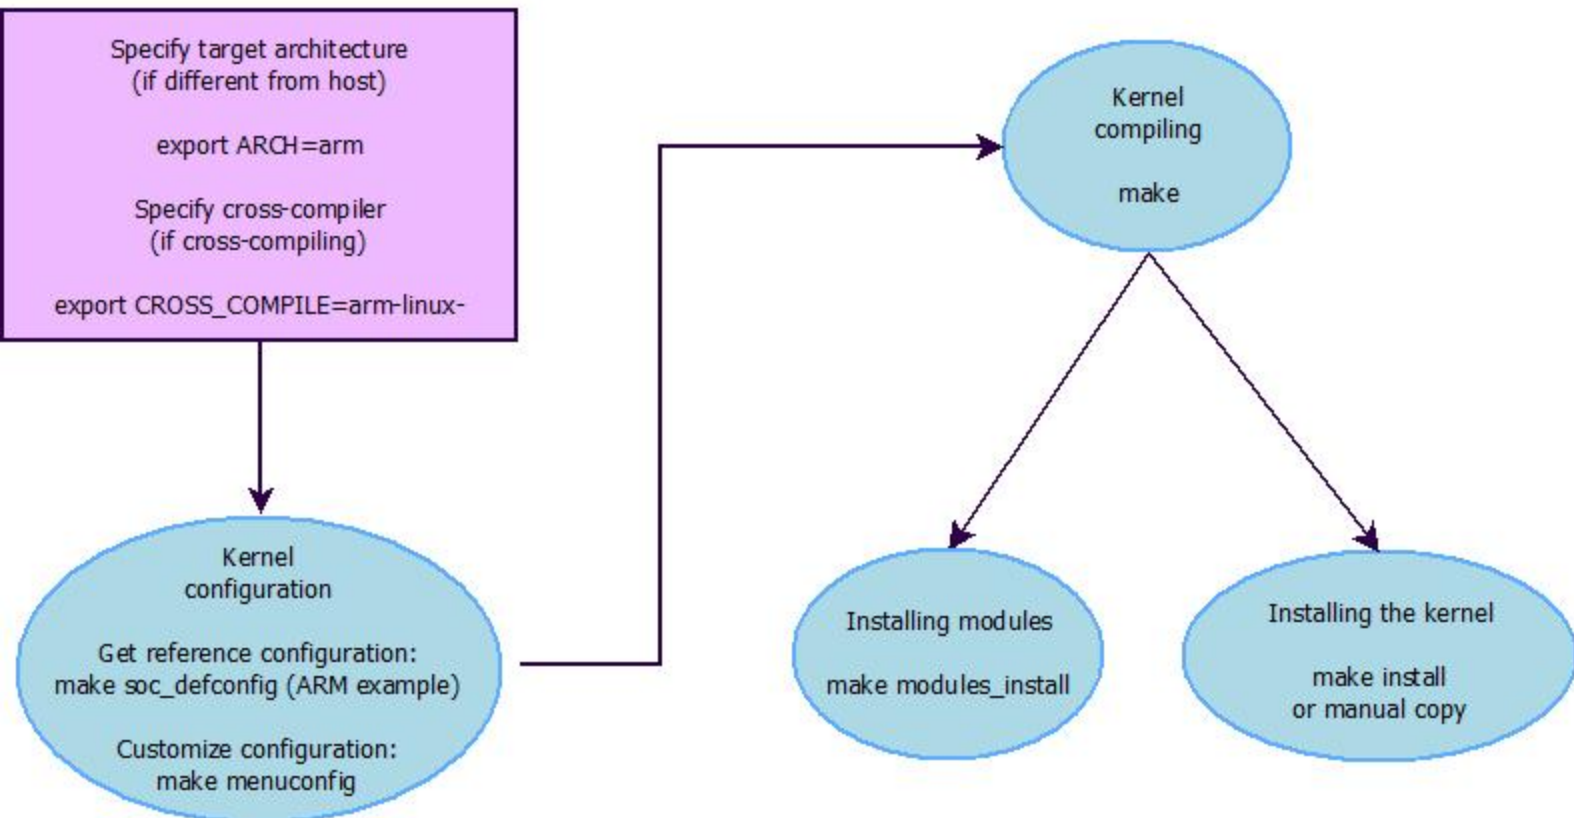 Specify target architecture
(if different from host)
export ARCH=arm
Specify cross-compiler
(if cross-compiling)
export CROSS_COMPILE=arm-linux-
Kernel
configuration
Get reference configuration:
make soc_defconfig (ARM example)
Customize configuration:
make menuconfig
Kernel
compiling
make
Installing modules
make modules_install
Installing the kernel
make install
or manual copy